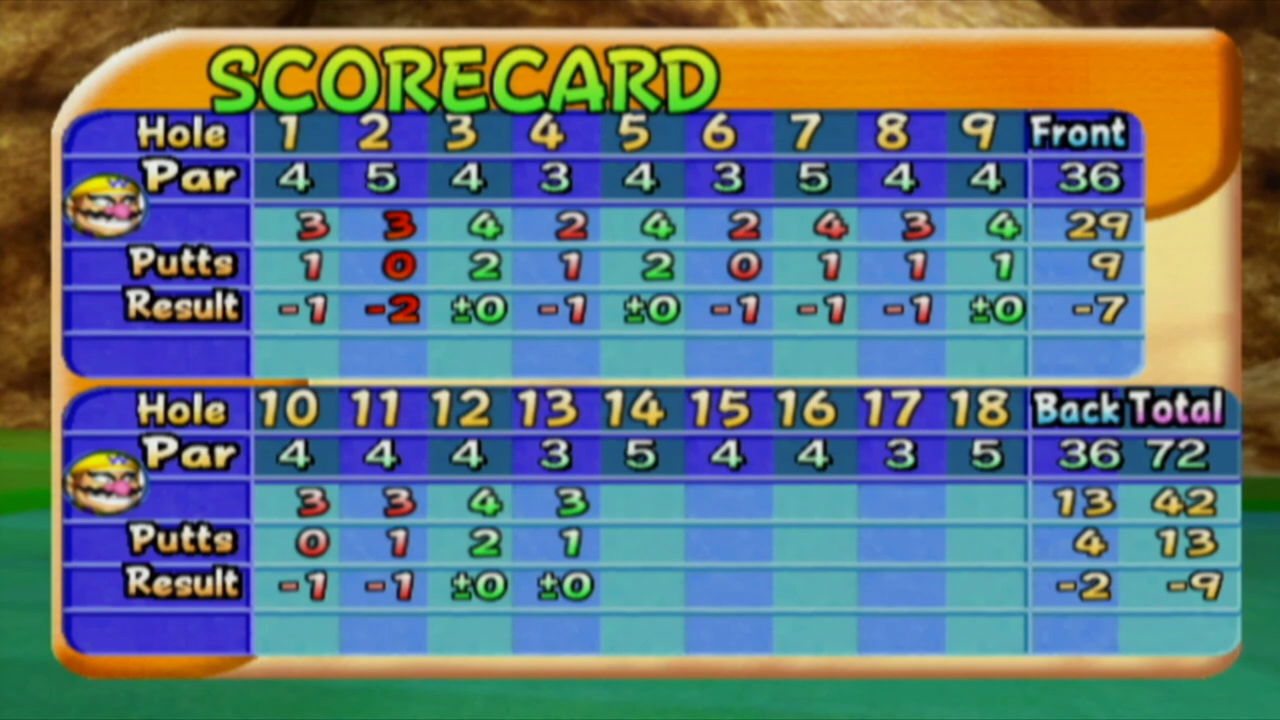 SCORECARD
Hole 1 2 3 4 5 6 7 8 9 Front
Par 4 5 4 3 4 3 5 4 4 36
3 3 4 2 4 2 4 3 4 29
Putts 1 0 2 1 2 0 1 1 1 9
Result -1 -2 ±0 -1 ±0 -1 -1 -1 ±0 -7
Hole 10 11 12 13 14 15 16 17 18 Back Total
Par 4 4 4 3 5 4 4 3 5 36 72
3 3 4 3 13 42
Putts 0 1 2 1 4 13
Result -1 -1 ±0 ±0 -2 -9